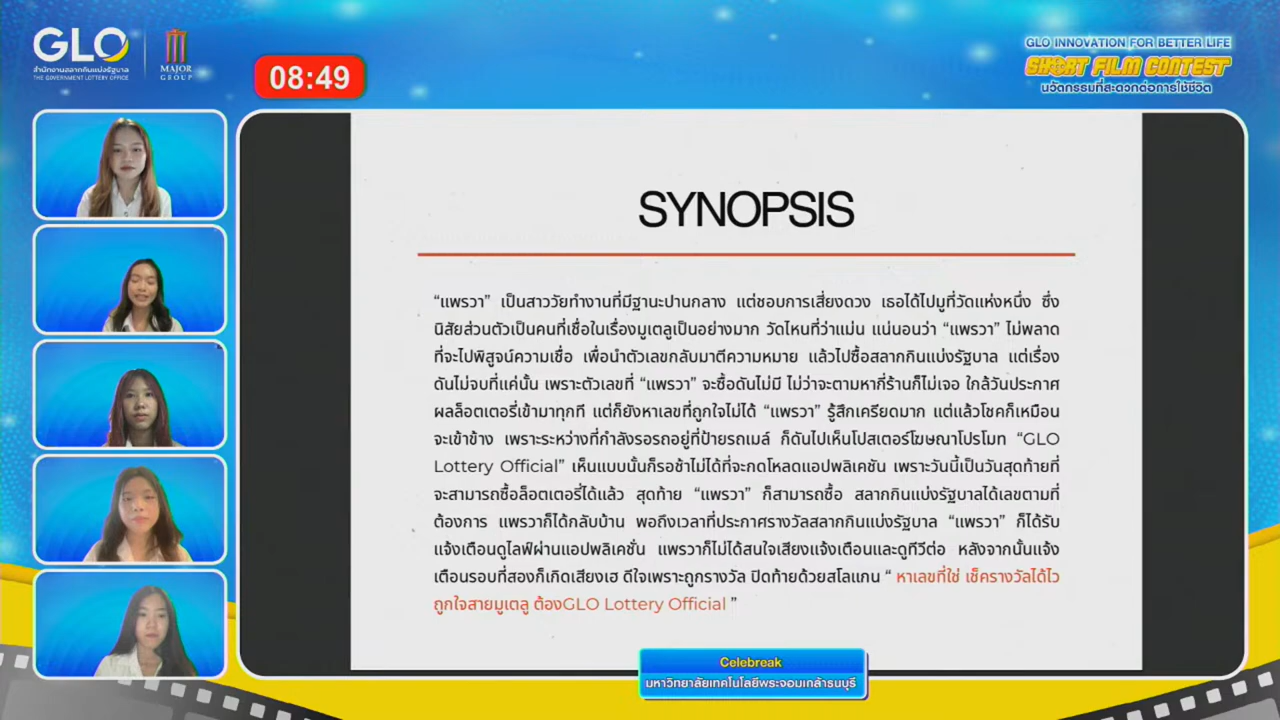 GLO
สำนักงานสลากกินแบ่งรัฐบาล
THE GOVERNMENT LOTTERY OFFICE
MAJOR
GROUP
08:49
GLO INNOVATION FOR BETTER LIFE
SHORT FILM CONTEST
นวัตกรรมที่สะดวกต่อการใช้ชีวิต
SYNOPSIS
“แพรวา” เป็นสาววัยทำงานที่มีฐานะปานกลาง แต่ชอบการเสี่ยงดวง เธอได้ไปมูที่วัดแห่งหนึ่ง ซึ่ง
นิสัยส่วนตัวเป็นคนที่เชื่อในเรื่องมูเตลูเป็นอย่างมาก วัดไหนที่ว่าแม่น แน่นอนว่า “แพรวา” ไม่พลาด
ที่จะไปพิสูจน์ความเชื่อ เพื่อนำตัวเลขกลับมาตีความหมาย แล้วไปซื้อสลากกินแบ่งรัฐบาล แต่เรื่อง
ดันไม่จบที่แค่นั้น เพราะตัวเลขที่ “แพรวา” จะซื้อดันไม่มี ไม่ว่าจะตามหากี่ร้านก็ไม่เจอ ใกล้วันประกาศ
ผลล็อตเตอรี่เข้ามาทุกที แต่ก็ยังหาเลขที่ถูกใจไม่ได้ “แพรวา” รู้สึกเครียดมาก แต่แล้วโชคก็เหมือน
จะเข้าข้าง เพราะระหว่างที่กำลังรอรถอยู่ที่ป้ายรถเมล์ ก็ดันไปเห็นโปสเตอร์โฆษณาโปรโมท “GLO
Lottery Official” เห็นแบบนั้นก็รอช้าไม่ได้ที่จะกดโหลดแอปพลิเคชัน เพราะวันนี้เป็นวันสุดท้ายที่
จะสามารถซื้อล็อตเตอรี่ได้แล้ว สุดท้าย “แพรวา” ก็สามารถซื้อ สลากกินแบ่งรัฐบาลได้เลขตามที่
ต้องการ แพรวาก็ได้กลับบ้าน พอถึงเวลาที่ประกาศรางวัลสลากกินแบ่งรัฐบาล “แพรวา” ก็ได้รับ
แจ้งเตือนดูไลฟ์ผ่านแอปพลิเคชั่น แพรวาก็ไม่ได้สนใจเสียงแจ้งเตือนและดูทีวีต่อ หลังจากนั้นแจ้ง
เตือนรอบที่สองก็เกิดเสียงเฮ ดีใจเพราะถูกรางวัล ปิดท้ายด้วยสโลแกน “ หาเลขที่ใช่ เช็ครางวัลได้ไว
ถูกใจสายมูเตลู ต้องGLO Lottery Official ”
Celebreak
มหาวิทยาลัยเทคโนโลยีพระจอมเกล้าธนบุรี